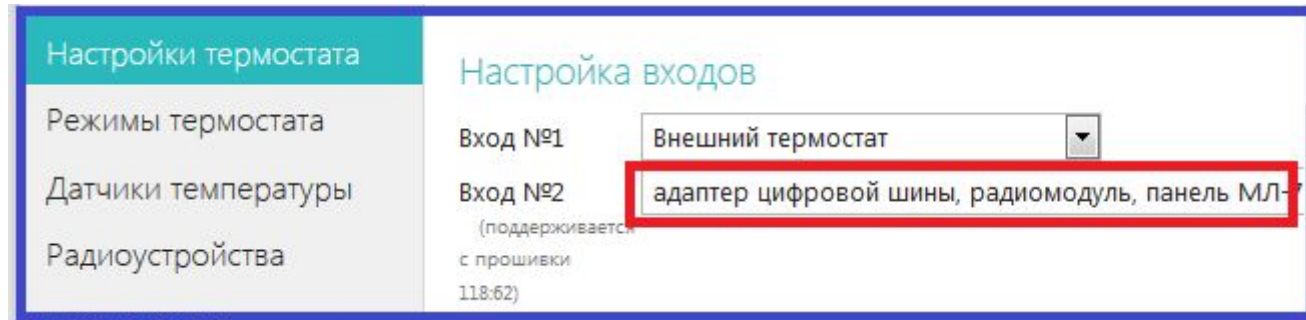 Настройки термостата
Режимы термостата
Датчики температуры
Радиоустройства
Настройка входов
Вход №1 Внешний термостат
Вход №2 адаптер цифровой шины, радиомодуль, панель МЛ-7
(поддерживается
с прошивки
118:62)